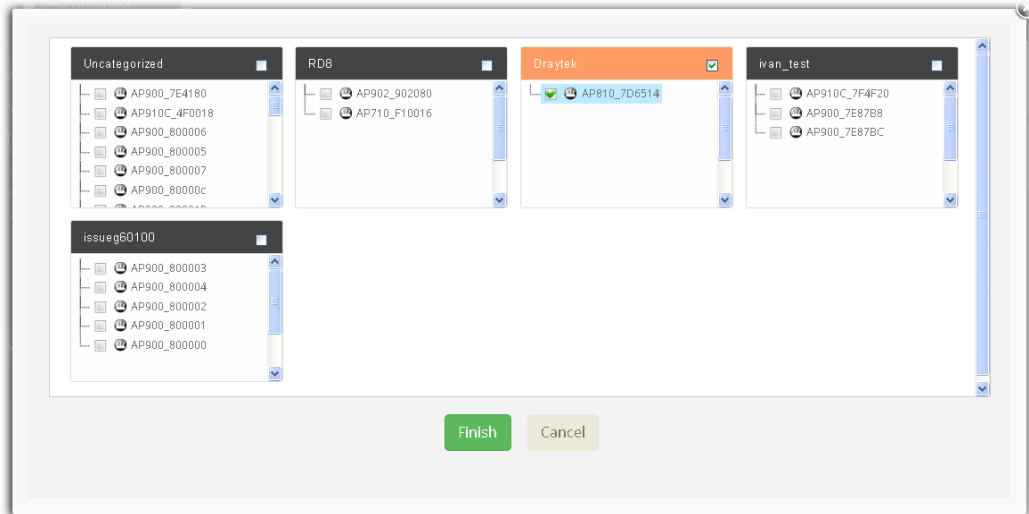 Uncategorized
AP900_7E4180
AP910C_4F0018
AP900_800006
AP900_800005
AP900_800007
AP900_80000c
RD8
AP902_902080
AP710_F10016
Draytek
AP810_7D6514
ivan_test
AP910C_7F4F20
AP900_7E87B8
AP900_7E87BC
issueg60100
AP900_800003
AP900_800004
AP900_800002
AP900_800001
AP900_800000
Finish
Cancel